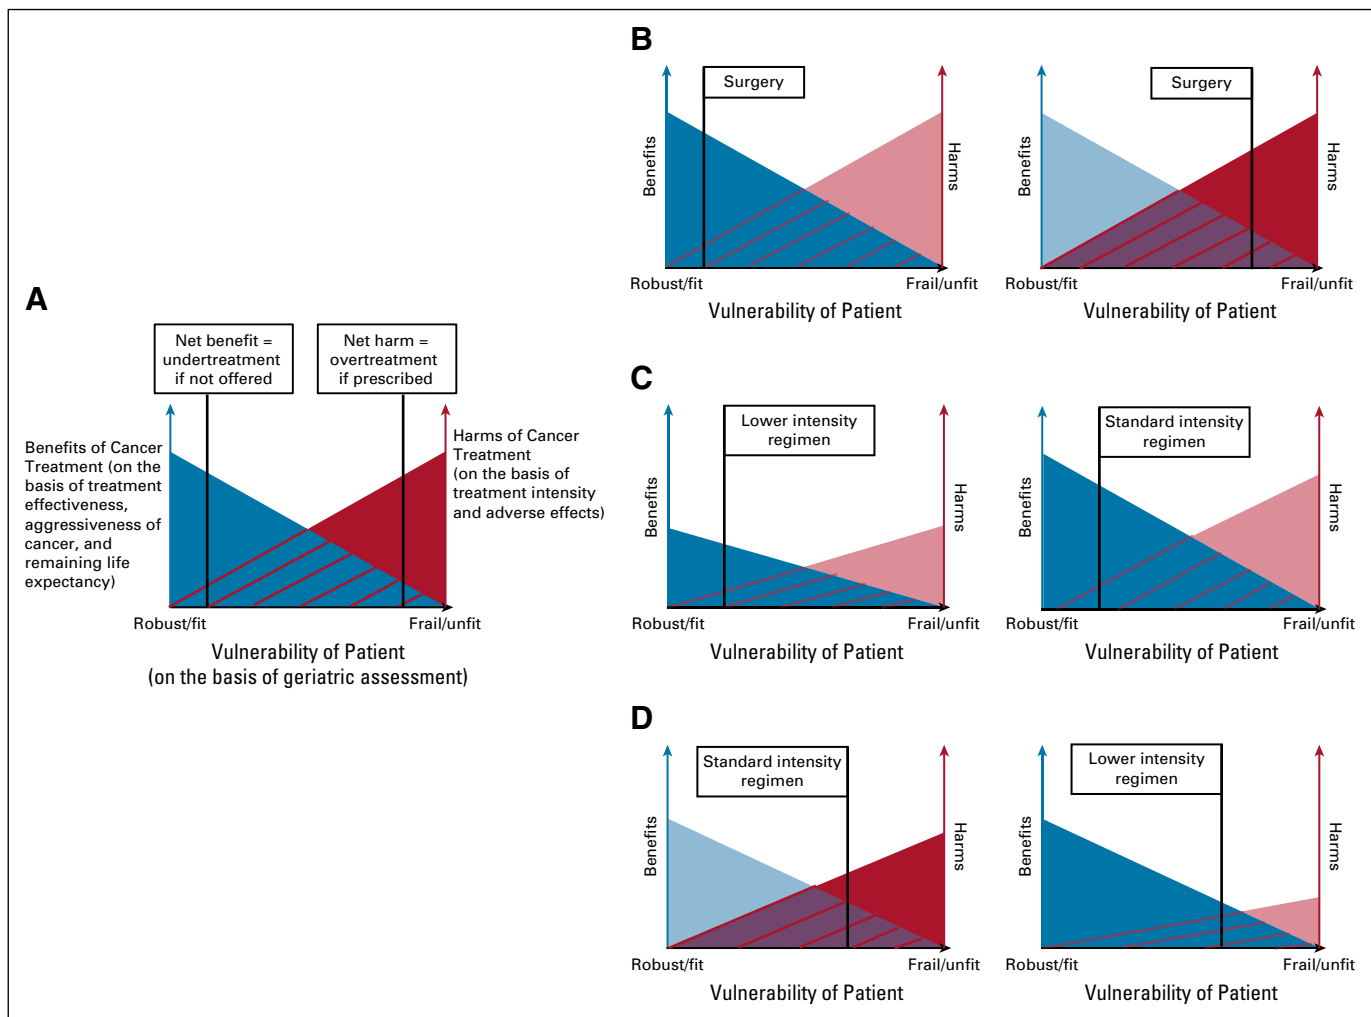 A
Net benefit =
undertreatment
if not offered
Net harm =
overtreatment
if prescribed
Benefits of Cancer
Treatment (on the
basis of treatment
effectiveness,
aggressiveness of
cancer, and
remaining life
expectancy)
Harms of Cancer
Treatment
(on the basis of
treatment intensity
and adverse effects)
Robust/fit
Frail/unfit
Vulnerability of Patient
(on the basis of geriatric assessment)
B
Surgery
Benefits
Harms
Robust/fit
Frail/unfit
Vulnerability of Patient
Surgery
Benefits
Harms
Robust/fit
Frail/unfit
Vulnerability of Patient
C
Lower intensity
regimen
Benefits
Harms
Robust/fit
Frail/unfit
Vulnerability of Patient
Standard intensity
regimen
Benefits
Harms
Robust/fit
Frail/unfit
Vulnerability of Patient
D
Standard intensity
regimen
Benefits
Harms
Robust/fit
Frail/unfit
Vulnerability of Patient
Lower intensity
regimen
Benefits
Harms
Robust/fit
Frail/unfit
Vulnerability of Patient